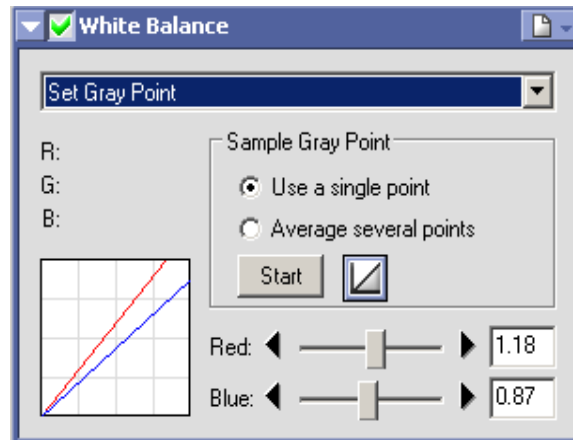 White Balance
Set Gray Point
R:
G:
B:
Sample Gray Point
Use a single point
Average several points
Start
Red: 1.18
Blue: 0.87